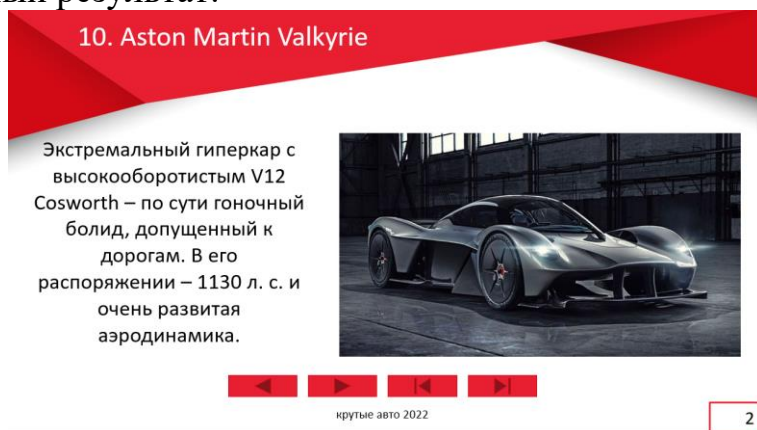 результат.
10. Aston Martin Valkyrie
Экстремальный гиперкар с
высокооборотистым V12
Cosworth – по сути гоночный
болид, допущенный к
дорогам. В его
распоряжении – 1130 л. с. и
очень развитая
аэродинамика.
крутые авто 2022
2